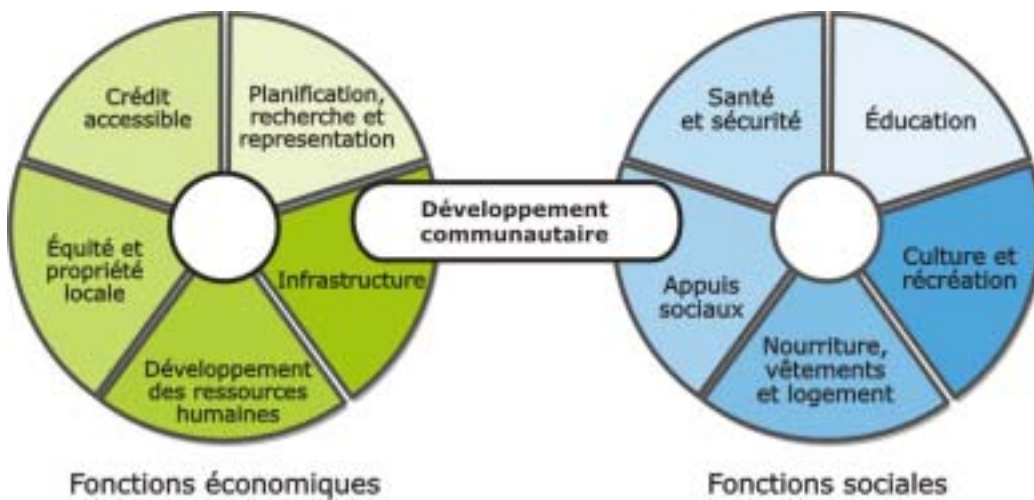 Crédit
accessible
Planification,
recherche et
representation
Équité et
propriété
locale
Infrastructure
Développement
des ressources
humaines
Développement
communautaire
Santé
et sécurité
Éducation
Appuis
sociaux
Culture et
récréation
Nourriture,
vêtements
et logement
Fonctions économiques
Fonctions sociales